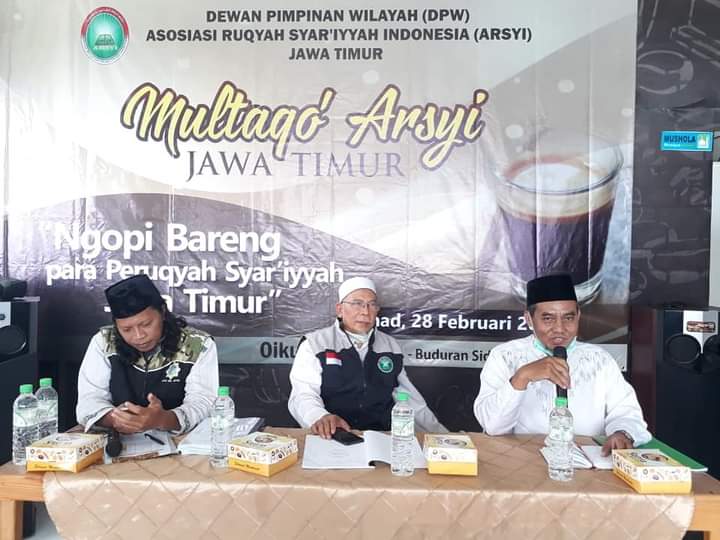 DEWAN PIMPINAN WILAYAH (DPW)
ASOSIASI RUQYAH SYAR'IYYAH INDONESIA (ARSYI)
JAWA TIMUR
Multaqo' Arsyi
JAWA TIMUR
MUSHOLA
"Ngopi Bareng
para Peruqyah Syar'iyyah
Timur"
28 Februari
- Buduran